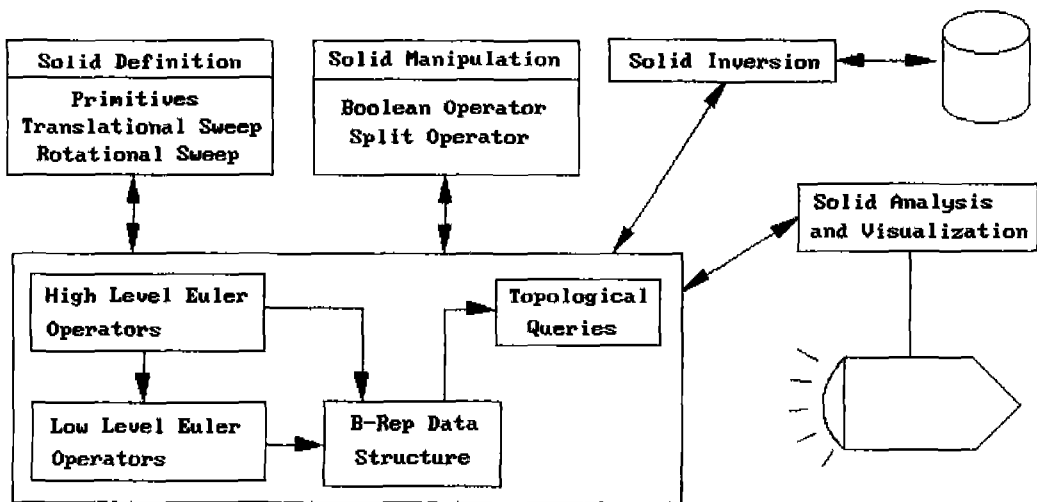 Solid Definition
Primitives
Translational Sweep
Rotational Sweep
Solid Manipulation
Boolean Operator
Split Operator
Solid Inversion
Solid Analysis
and Visualization
High Level Euler
Operators
Topological
Queries
Low Level Euler
Operators
B-Rep Data
Structure